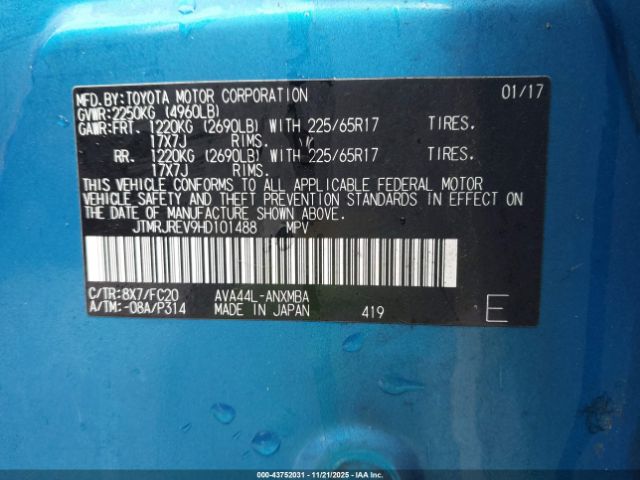 MFD.BY:TOYOTA MOTOR CORPORATION 01/17
GVWR:2250KG (4960LB)
GAWR:FRT. 1220KG (2690LB) WITH 225/65R17 TIRES.
17X7J RIMS.
RR. 1220KG (2690LB) WITH 225/65R17 TIRES.
17X7J RIMS.
THIS VEHICLE CONFORMS TO ALL APPLICABLE FEDERAL MOTOR
VEHICLE SAFETY AND THEFT PREVENTION STANDARDS IN EFFECT ON
THE DATE OF MANUFACTURE SHOWN ABOVE.
JTMRJREV9HD101488 MPV
C/TR:8X7/FC20 AVA44L-ANXMBA
A/TM:-08A/P314 MADE IN JAPAN 419 E
000-43752031 - 11/21/2025 - IAAI.COM